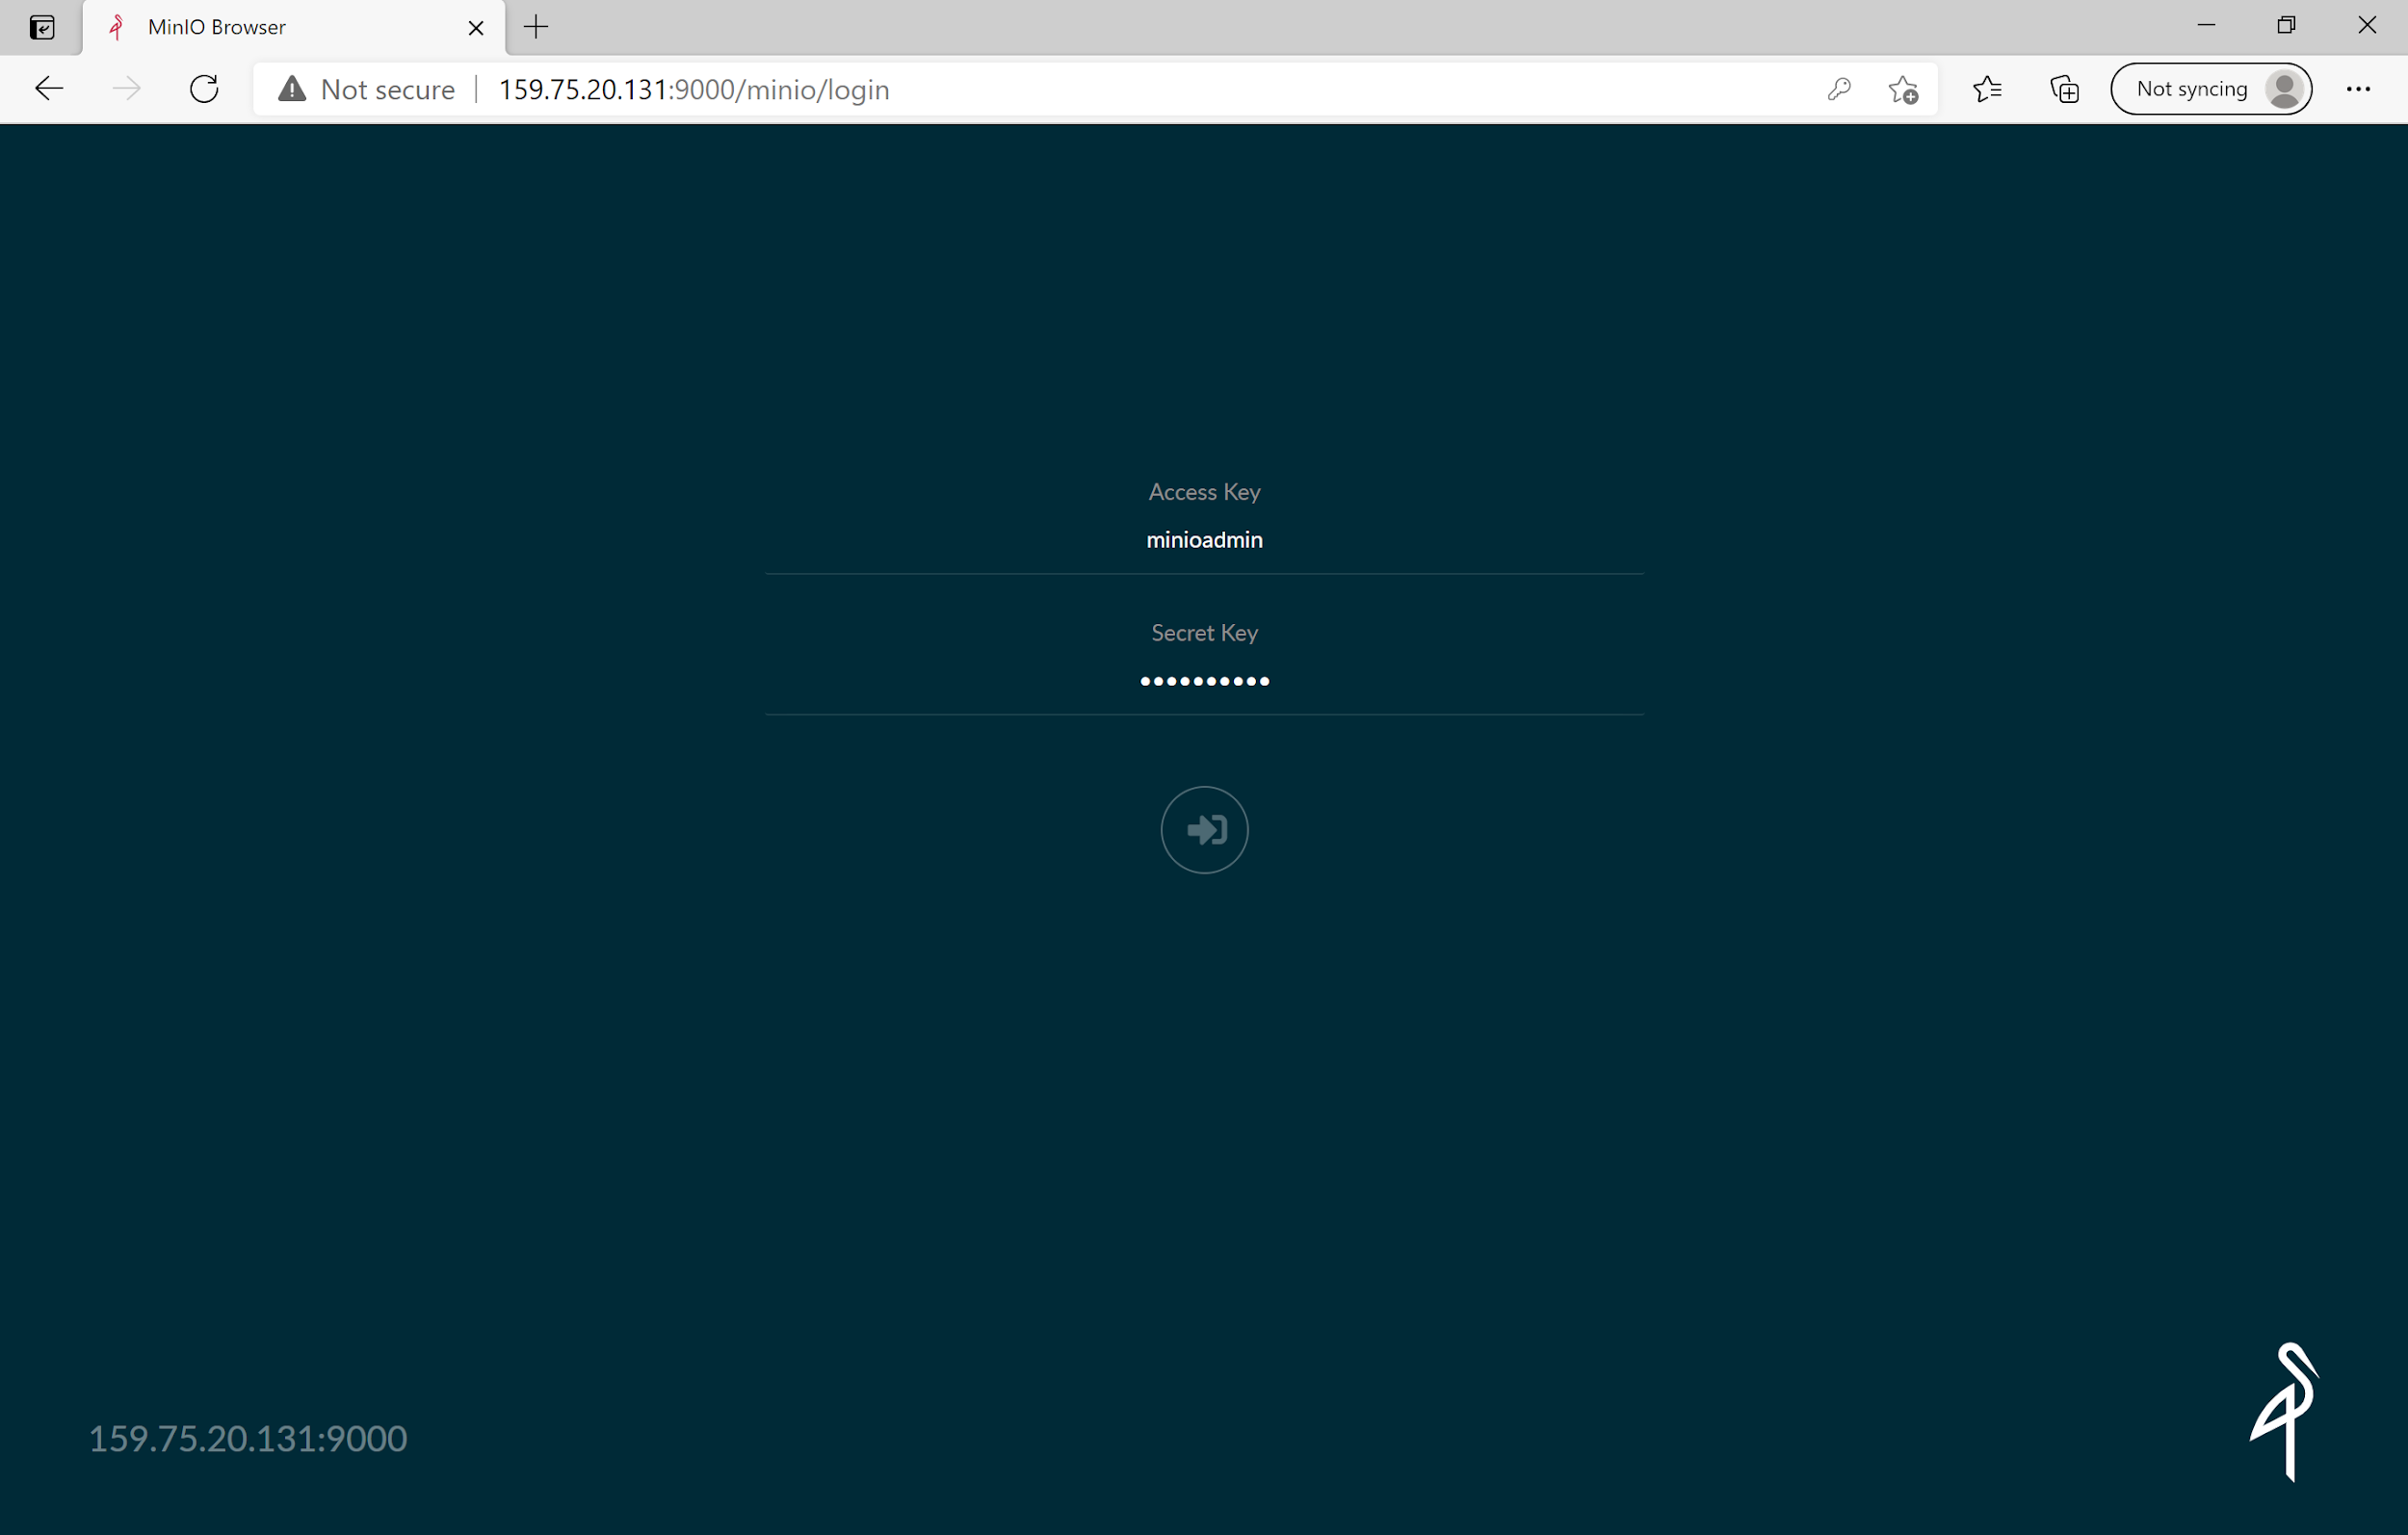 MinIO Browser
Not secure
159.75.20.131:9000/minio/login
Not syncing
Access Key
minioadmin
Secret Key
••••••••••
159.75.20.131:9000